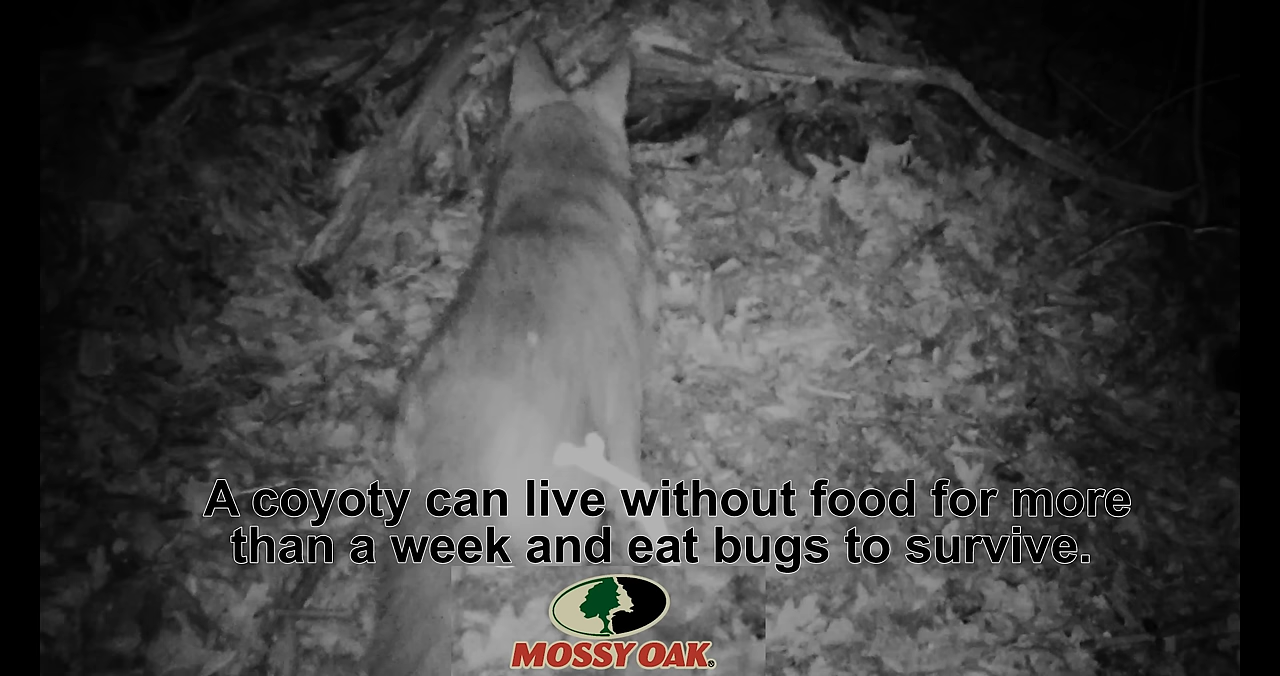 A coyoty can live without food for more
than a week and eat bugs to survive.
MOSSY OAK®